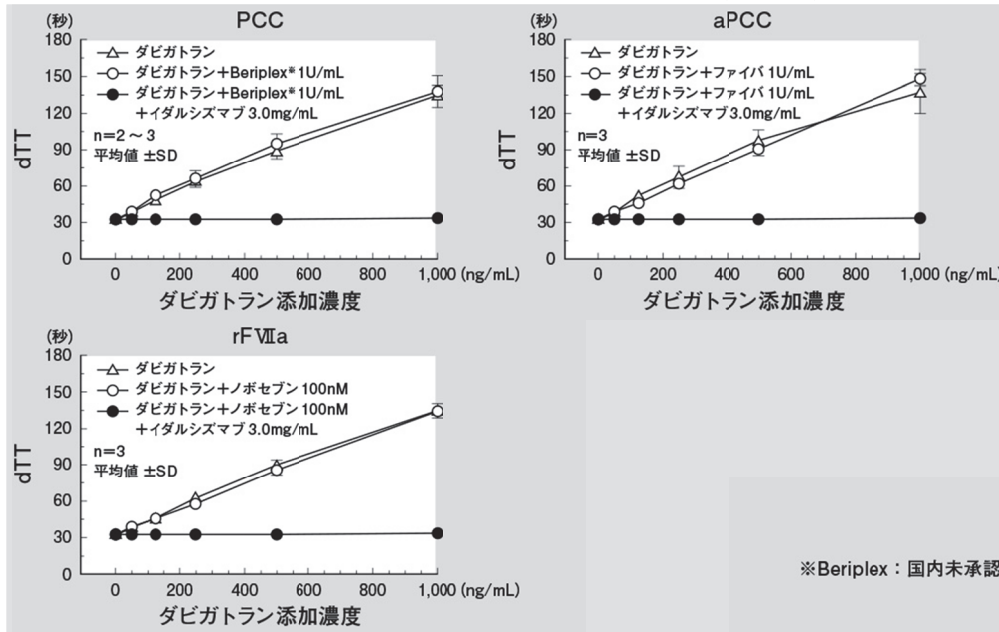 PCC
(秒)
180
150
120
90
60
30
0
dTT
ダビガトラン
ダビガトラン+Beriplex※1U/mL
ダビガトラン+Beriplex※1U/mL
+イダルシズマブ3.0mg/mL
n=2~3
平均値 ±SD
0 200 400 600 800 1,000 (ng/mL)
ダビガトラン添加濃度
aPCC
(秒)
180
150
120
90
60
30
0
dTT
ダビガトラン
ダビガトラン+ファイバ 1U/mL
ダビガトラン+ファイバ 1U/mL
+イダルシズマブ3.0mg/mL
n=3
平均値 ±SD
0 200 400 600 800 1,000 (ng/mL)
ダビガトラン添加濃度
rFⅦa
(秒)
180
150
120
90
60
30
0
dTT
ダビガトラン
ダビガトラン+ノボセブン 100nM
ダビガトラン+ノボセブン 100nM
+イダルシズマブ 3.0mg/mL
n=3
平均値 ±SD
0 200 400 600 800 1,000 (ng/mL)
ダビガトラン添加濃度
※Beriplex:国内未承認